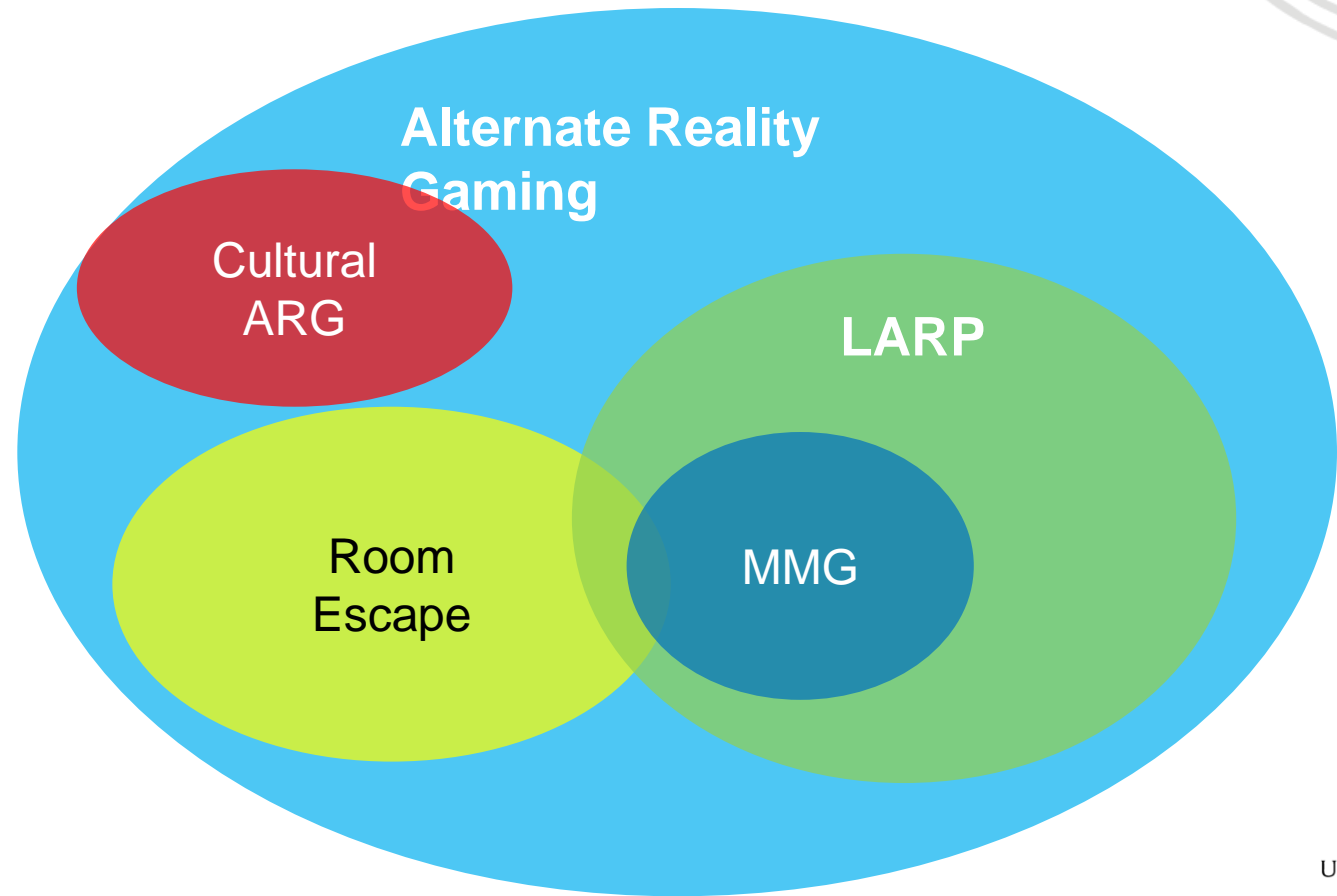 Alternate Reality
Gaming
Cultural
ARG
LARP
Room
Escape
MMG
U